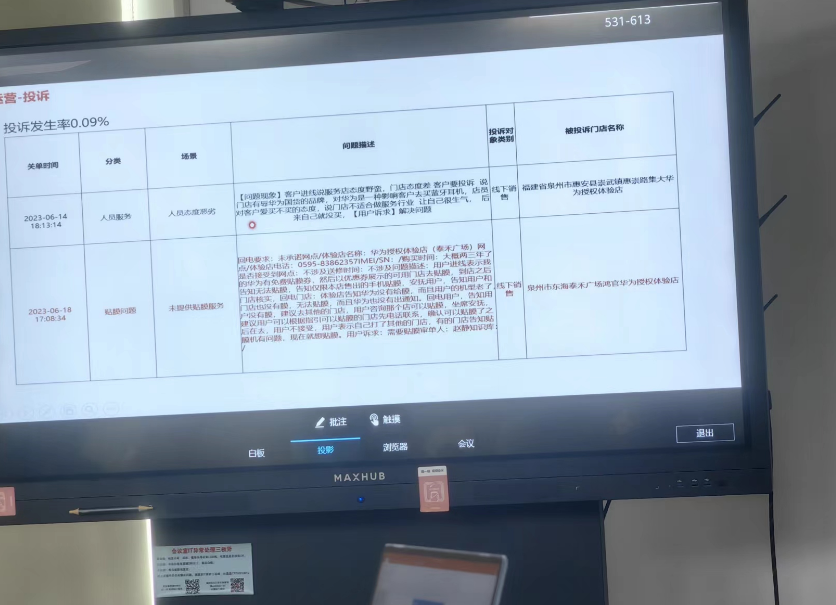 531-613
运营-投诉
投诉发生率0.09%
关单时间
分类
场景
问题描述
投诉对
象类别
被投诉门店名称
2023-06-14
18:13:14
人员服务
人员态度恶劣
【问题现象】客户进线说服务店态度野蛮，门店态度差 客户要投诉 说
门店有辱华为国货的品牌，对华为是一种影响客户去买蓝牙耳机，店员
对客户爱买不买的态度，说门店不适合做服务行业 让自己很生气， 后
来自己就没买，【用户诉求】解决问题
线下销
售
福建省泉州市惠安县崇武镇惠崇路集大华
为授权体验店
2023-06-18
17:08:34
贴膜问题
未提供贴膜服务
回电要求：未承诺网点/体验店名称：华为授权体验店（泰禾广场）网
点/体验店电话：0595-83862357IMEI/SN： /购买时间：大概两三年了
是否接受到网点：不涉及送修时间：不涉及问题描述：用户进线表示我
的华为有免费贴膜券，然后以优惠券展示的可用门店去贴膜，到店之后
告知无法贴膜，告知仅限本店售出的手机贴膜，安抚用户，告知用户和
门店核实，回电门店：体验店告知华为没有给膜，而且用户的机型老了
门店也没有膜，无法贴膜，而且华为也没有出通知。回电用户，告知用
户没有膜，建议去其他的门店，用户咨询那个店可以贴膜，坐席安抚，
建议用户可以根据指引可以贴膜的门店先电话联系，确认可以贴膜了之
后在去，用户不接受，用户表示自己打了其他的门店，有的门店告知贴
膜机有问题，现在就想贴膜。用户诉求：需要贴膜审单人：赵静知识库：
/
线下销
售
泉州市东海泰禾广场鸿官华为授权体验店
批注
触摸
白板
投影
浏览器
会议
退出
MAXHUB